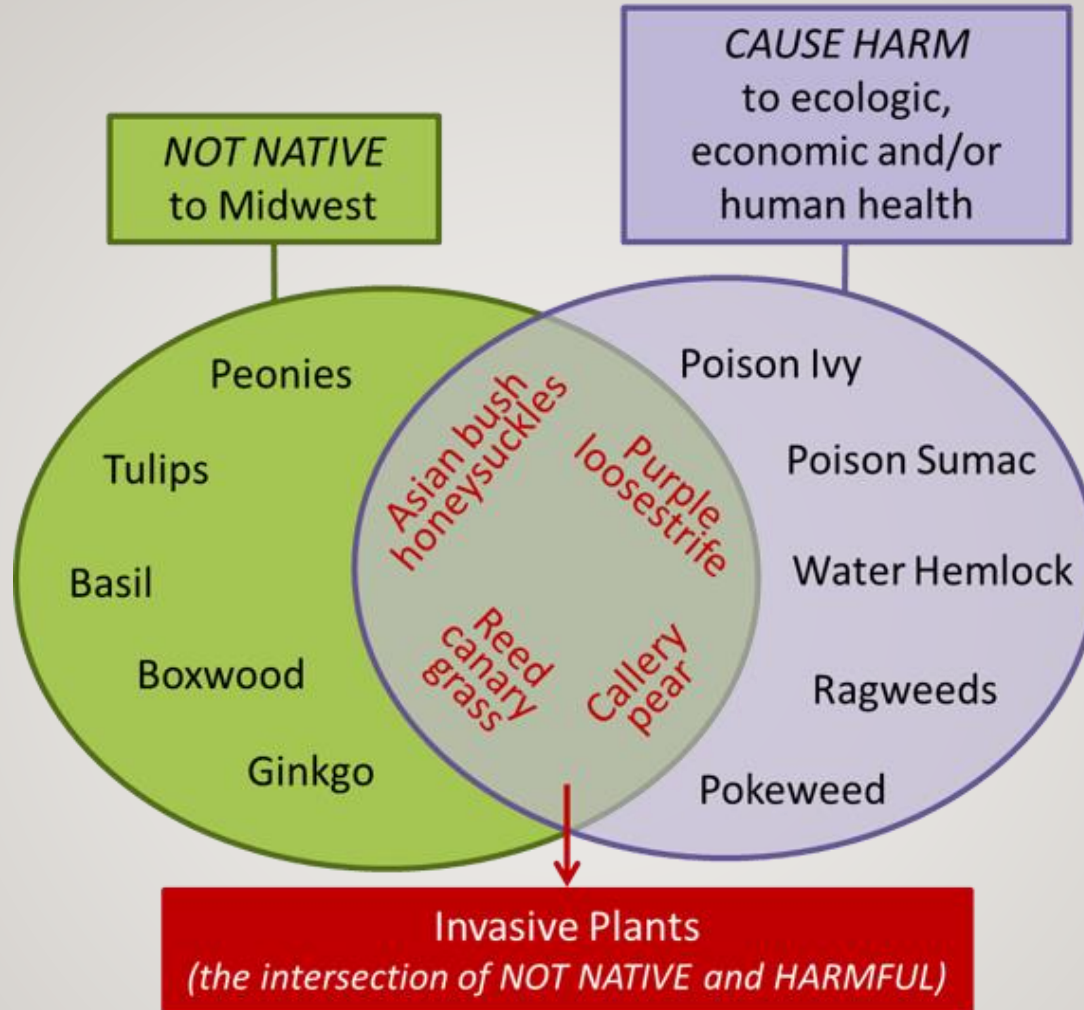 NOT NATIVE
to Midwest
CAUSE HARM
to ecologic,
economic and/or
human health
Peonies
Tulips
Basil
Boxwood
Ginkgo
Asian bush
honeysuckles
Purple
loosestrife
Reed
canary
grass
Callery
pear
Poison Ivy
Poison Sumac
Water Hemlock
Ragweeds
Pokeweed
Invasive Plants
(the intersection of NOT NATIVE and HARMFUL)